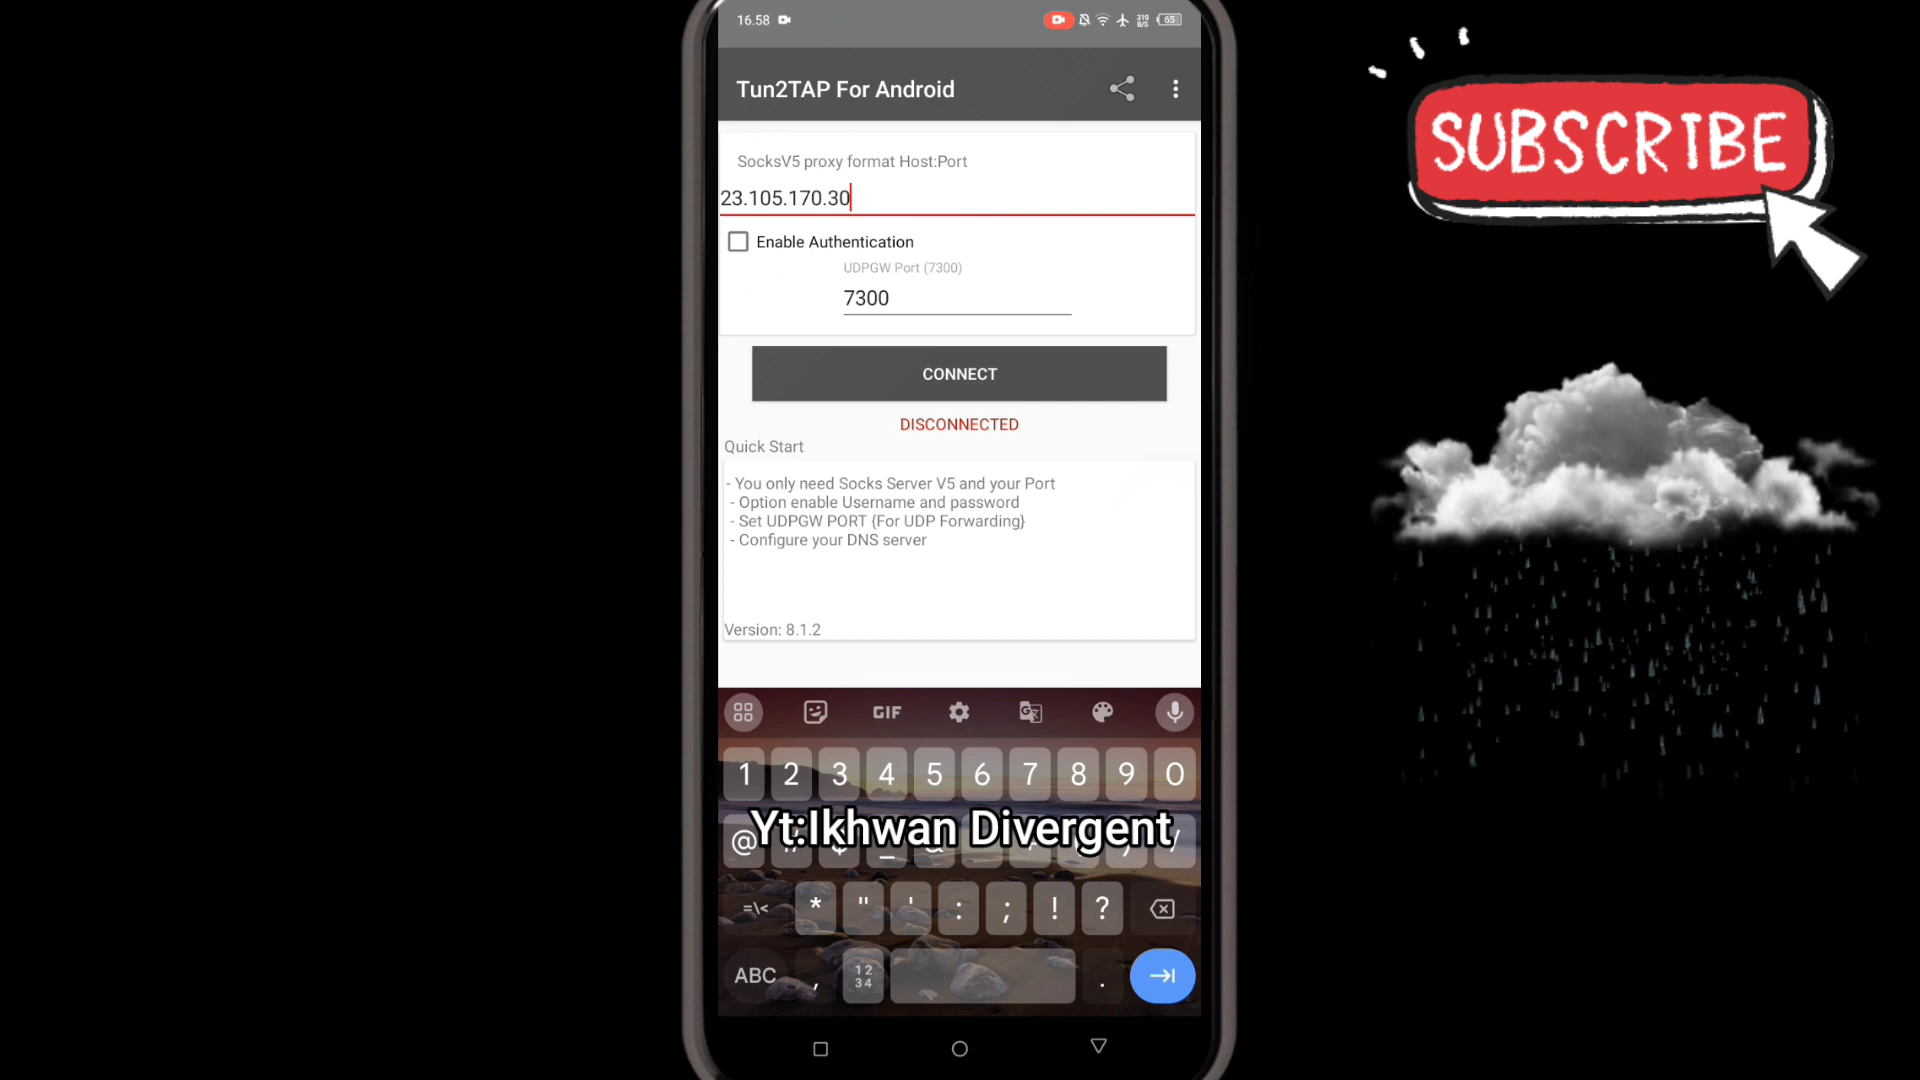 16.58
319
B/S
65
Tun2TAP For Android
SocksV5 proxy format Host:Port
23.105.170.30
Enable Authentication
UDPGW Port (7300)
7300
CONNECT
DISCONNECTED
Quick Start
- You only need Socks Server V5 and your Port
- Option enable Username and password
- Set UDPGW PORT {For UDP Forwarding}
- Configure your DNS server
Version: 8.1.2
GIF
1 2 3 4 5 6 7 8 9 0
Yt:Ikhwan Divergent
@ /
=\< * " ' : ; ! ?
ABC , 12 34 .
SUBSCRIBE